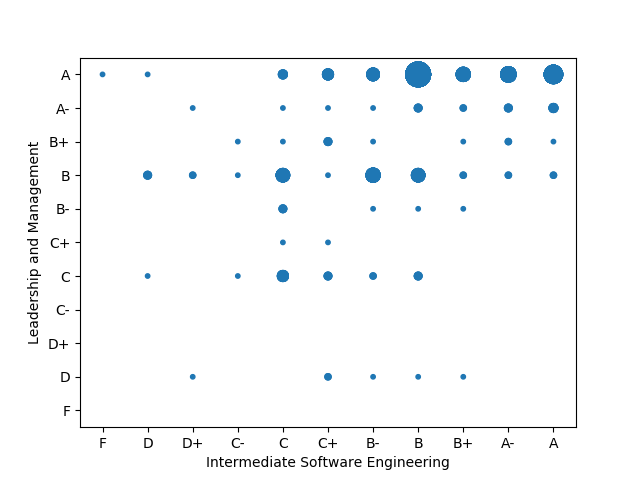 A
A-
B+
B
B-
C+
C
C-
D+
D
F
Leadership and Management
F D D+ C- C C+ B- B B+ A- A
Intermediate Software Engineering